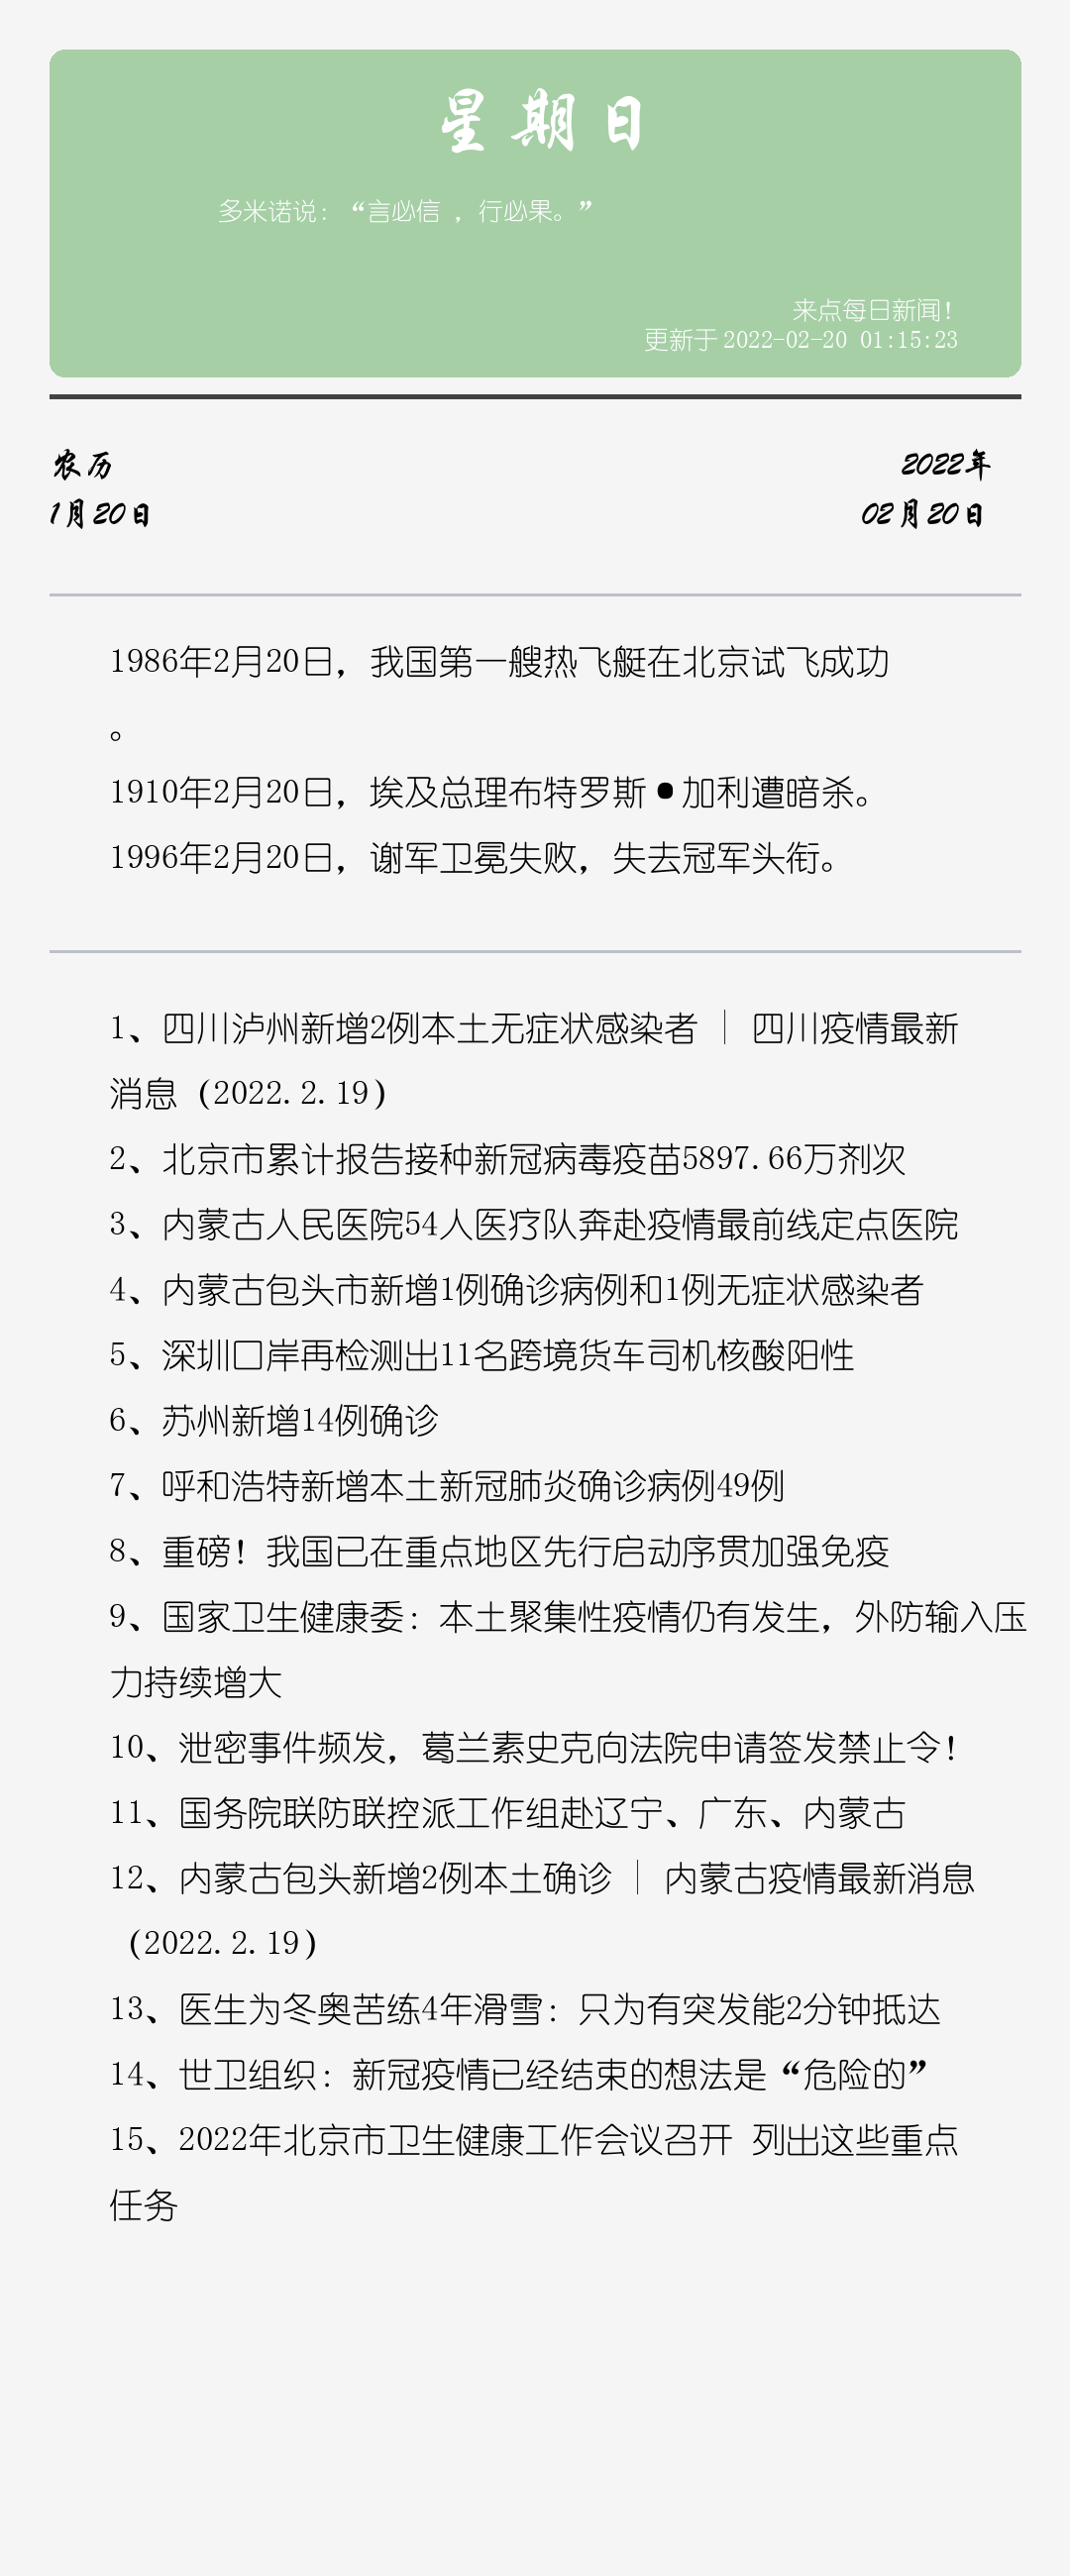 星期日
多米诺说：“言必信 ，行必果。”
来点每日新闻！
更新于 2022-02-20 01:15:23
农历
2022年
1月20日
02月20日
1986年2月20日，我国第一艘热飞艇在北京试飞成功
。
1910年2月20日，埃及总理布特罗斯•加利遭暗杀。
1996年2月20日，谢军卫冕失败，失去冠军头衔。
1、四川泸州新增2例本土无症状感染者 | 四川疫情最新
消息（2022.2.19）
2、北京市累计报告接种新冠病毒疫苗5897.66万剂次
3、内蒙古人民医院54人医疗队奔赴疫情最前线定点医院
4、内蒙古包头市新增1例确诊病例和1例无症状感染者
5、深圳口岸再检测出11名跨境货车司机核酸阳性
6、苏州新增14例确诊
7、呼和浩特新增本土新冠肺炎确诊病例49例
8、重磅！我国已在重点地区先行启动序贯加强免疫
9、国家卫生健康委：本土聚集性疫情仍有发生，外防输入压
力持续增大
10、泄密事件频发，葛兰素史克向法院申请签发禁止令！
11、国务院联防联控派工作组赴辽宁、广东、内蒙古
12、内蒙古包头新增2例本土确诊 | 内蒙古疫情最新消息
（2022.2.19）
13、医生为冬奥苦练4年滑雪：只为有突发能2分钟抵达
14、世卫组织：新冠疫情已经结束的想法是“危险的”
15、2022年北京市卫生健康工作会议召开 列出这些重点
任务